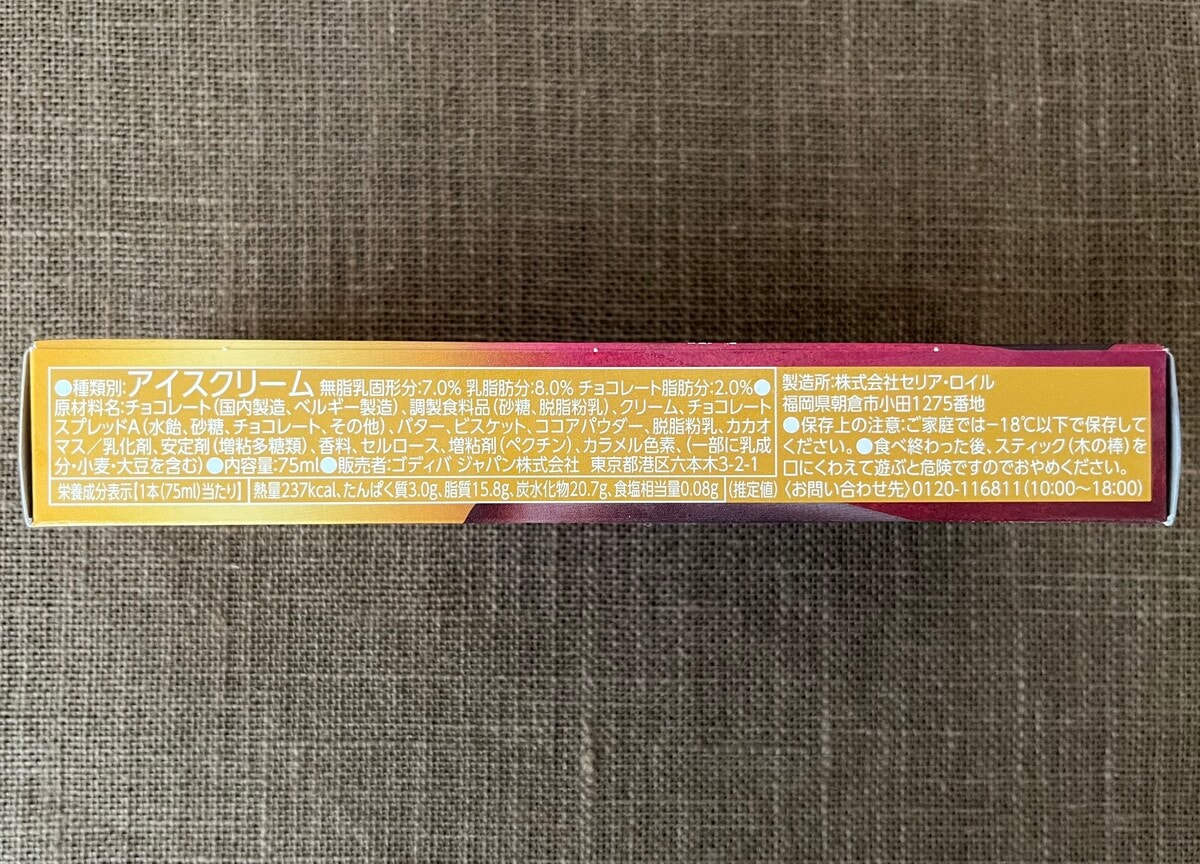 ●種類別:アイスクリーム 無脂乳固形分:7.0% 乳脂肪分:8.0% チョコレート脂肪分:2.0%●
原材料名:チョコレート(国内製造、ベルギー製造)、調製食料品(砂糖、脱脂粉乳)、クリーム、チョコレート
スプレッドA(水飴、砂糖、チョコレート、その他)、バター、ビスケット、ココアパウダー、脱脂粉乳、カカオ
マス/乳化剤、安定剤(増粘多糖類)、香料、セルロース、増粘剤(ペクチン)、カラメル色素、(一部に乳成
分・小麦・大豆を含む)●内容量:75ml●販売者:ゴディバ ジャパン株式会社 東京都港区六本木3-2-1
栄養成分表示[1本(75ml)当たり] 熱量237kcal、たんぱく質3.0g、脂質15.8g、炭水化物20.7g、食塩相当量0.08g (推定値)
製造所:株式会社セリア・ロイル
福岡県朝倉市小田1275番地
●保存上の注意:ご家庭では−18℃以下で保存して
ください。●食べ終わった後、スティック(木の棒)を
口にくわえて遊ぶと危険ですのでおやめください。
〈お問い合わせ先〉0120-116811(10:00〜18:00)